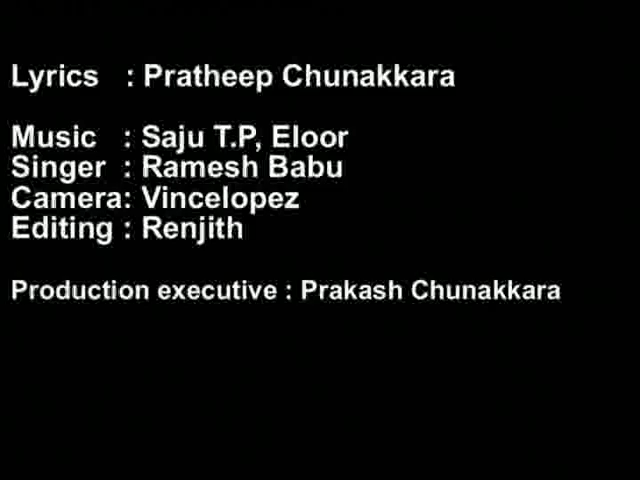 Lyrics : Pratheep Chunakkara
Music : Saju T.P, Eloor
Singer : Ramesh Babu
Camera: Vincelopez
Editing : Renjith
Production executive : Prakash Chunakkara